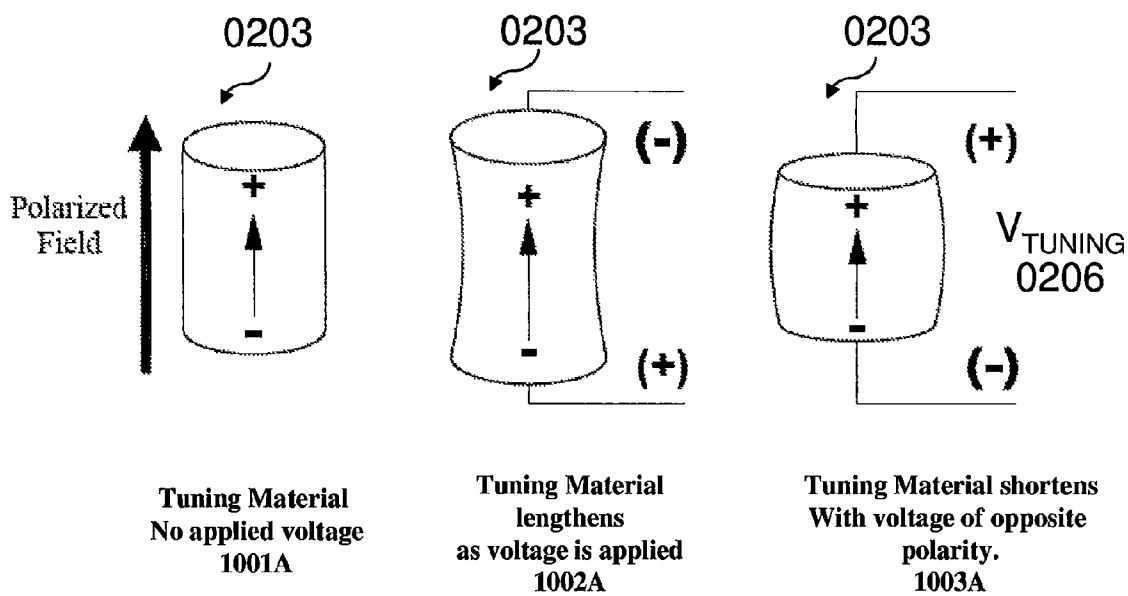 0203
0203
0203
Polarized
Field
+
-
(-)
+
-
(+)
(+)
+
-
(-)
VTUNING
0206
Tuning Material
No applied voltage
1001A
Tuning Material
lengthens
as voltage is applied
1002A
Tuning Material shortens
With voltage of opposite
polarity.
1003A